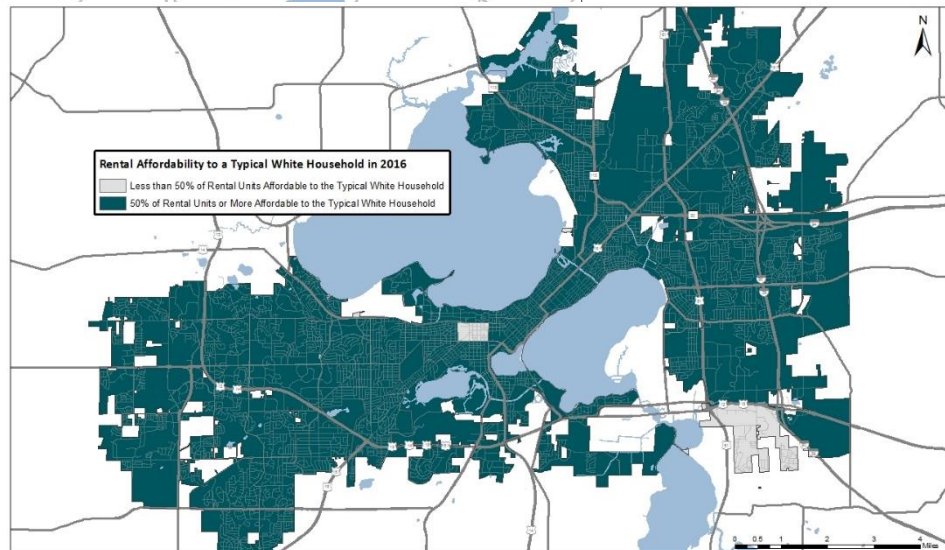 N
Rental Affordability to a Typical White Household in 2016
Less than 50% of Rental Units Affordable to the Typical White Household
50% of Rental Units or More Affordable to the Typical White Household
0 0.5 1 2 3 4
Miles